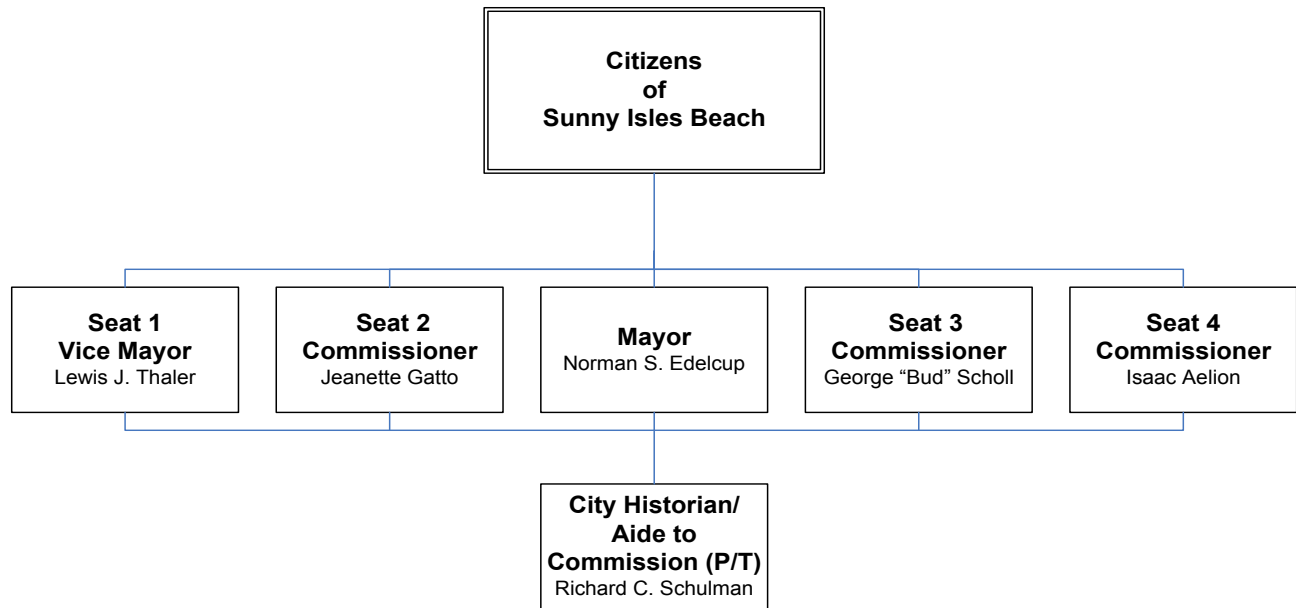 Citizens
of
Sunny Isles Beach
Seat 1
Vice Mayor
Lewis J. Thaler
Seat 2
Commissioner
Jeanette Gatto
Mayor
Norman S. Edelcup
Seat 3
Commissioner
George “Bud” Scholl
Seat 4
Commissioner
Isaac Aelion
City Historian/
Aide to
Commission (P/T)
Richard C. Schulman